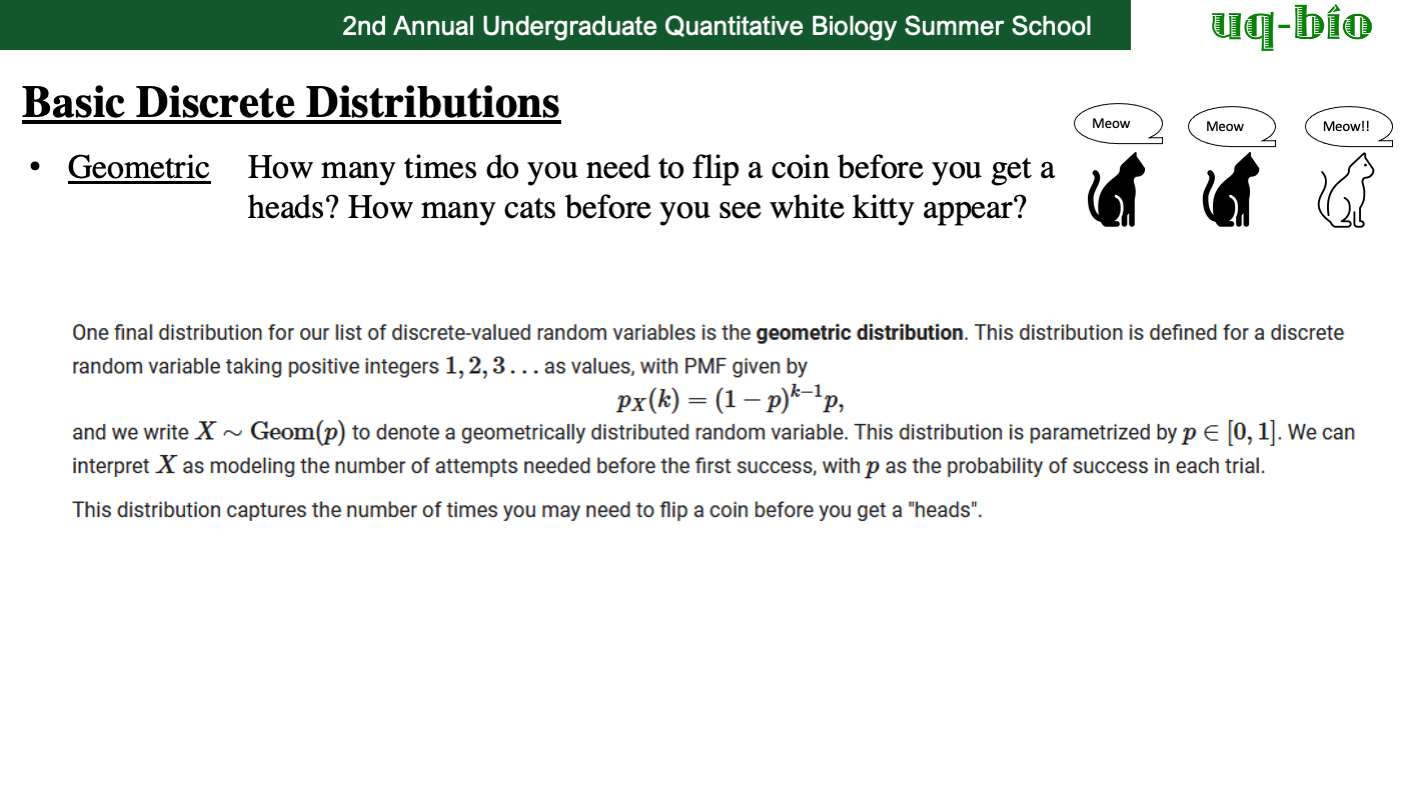 2nd Annual Undergraduate Quantitative Biology Summer School
uq-bio
Basic Discrete Distributions
Meow
Meow
Meow!!
• Geometric How many times do you need to flip a coin before you get a
heads? How many cats before you see white kitty appear?
One final distribution for our list of discrete-valued random variables is the geometric distribution. This distribution is defined for a discrete
random variable taking positive integers 1, 2, 3 . . . as values, with PMF given by
p_X(k) = (1 − p)^{k−1}p,
and we write X ∼ Geom(p) to denote a geometrically distributed random variable. This distribution is parametrized by p ∈ [0, 1]. We can
interpret X as modeling the number of attempts needed before the first success, with p as the probability of success in each trial.
This distribution captures the number of times you may need to flip a coin before you get a "heads".